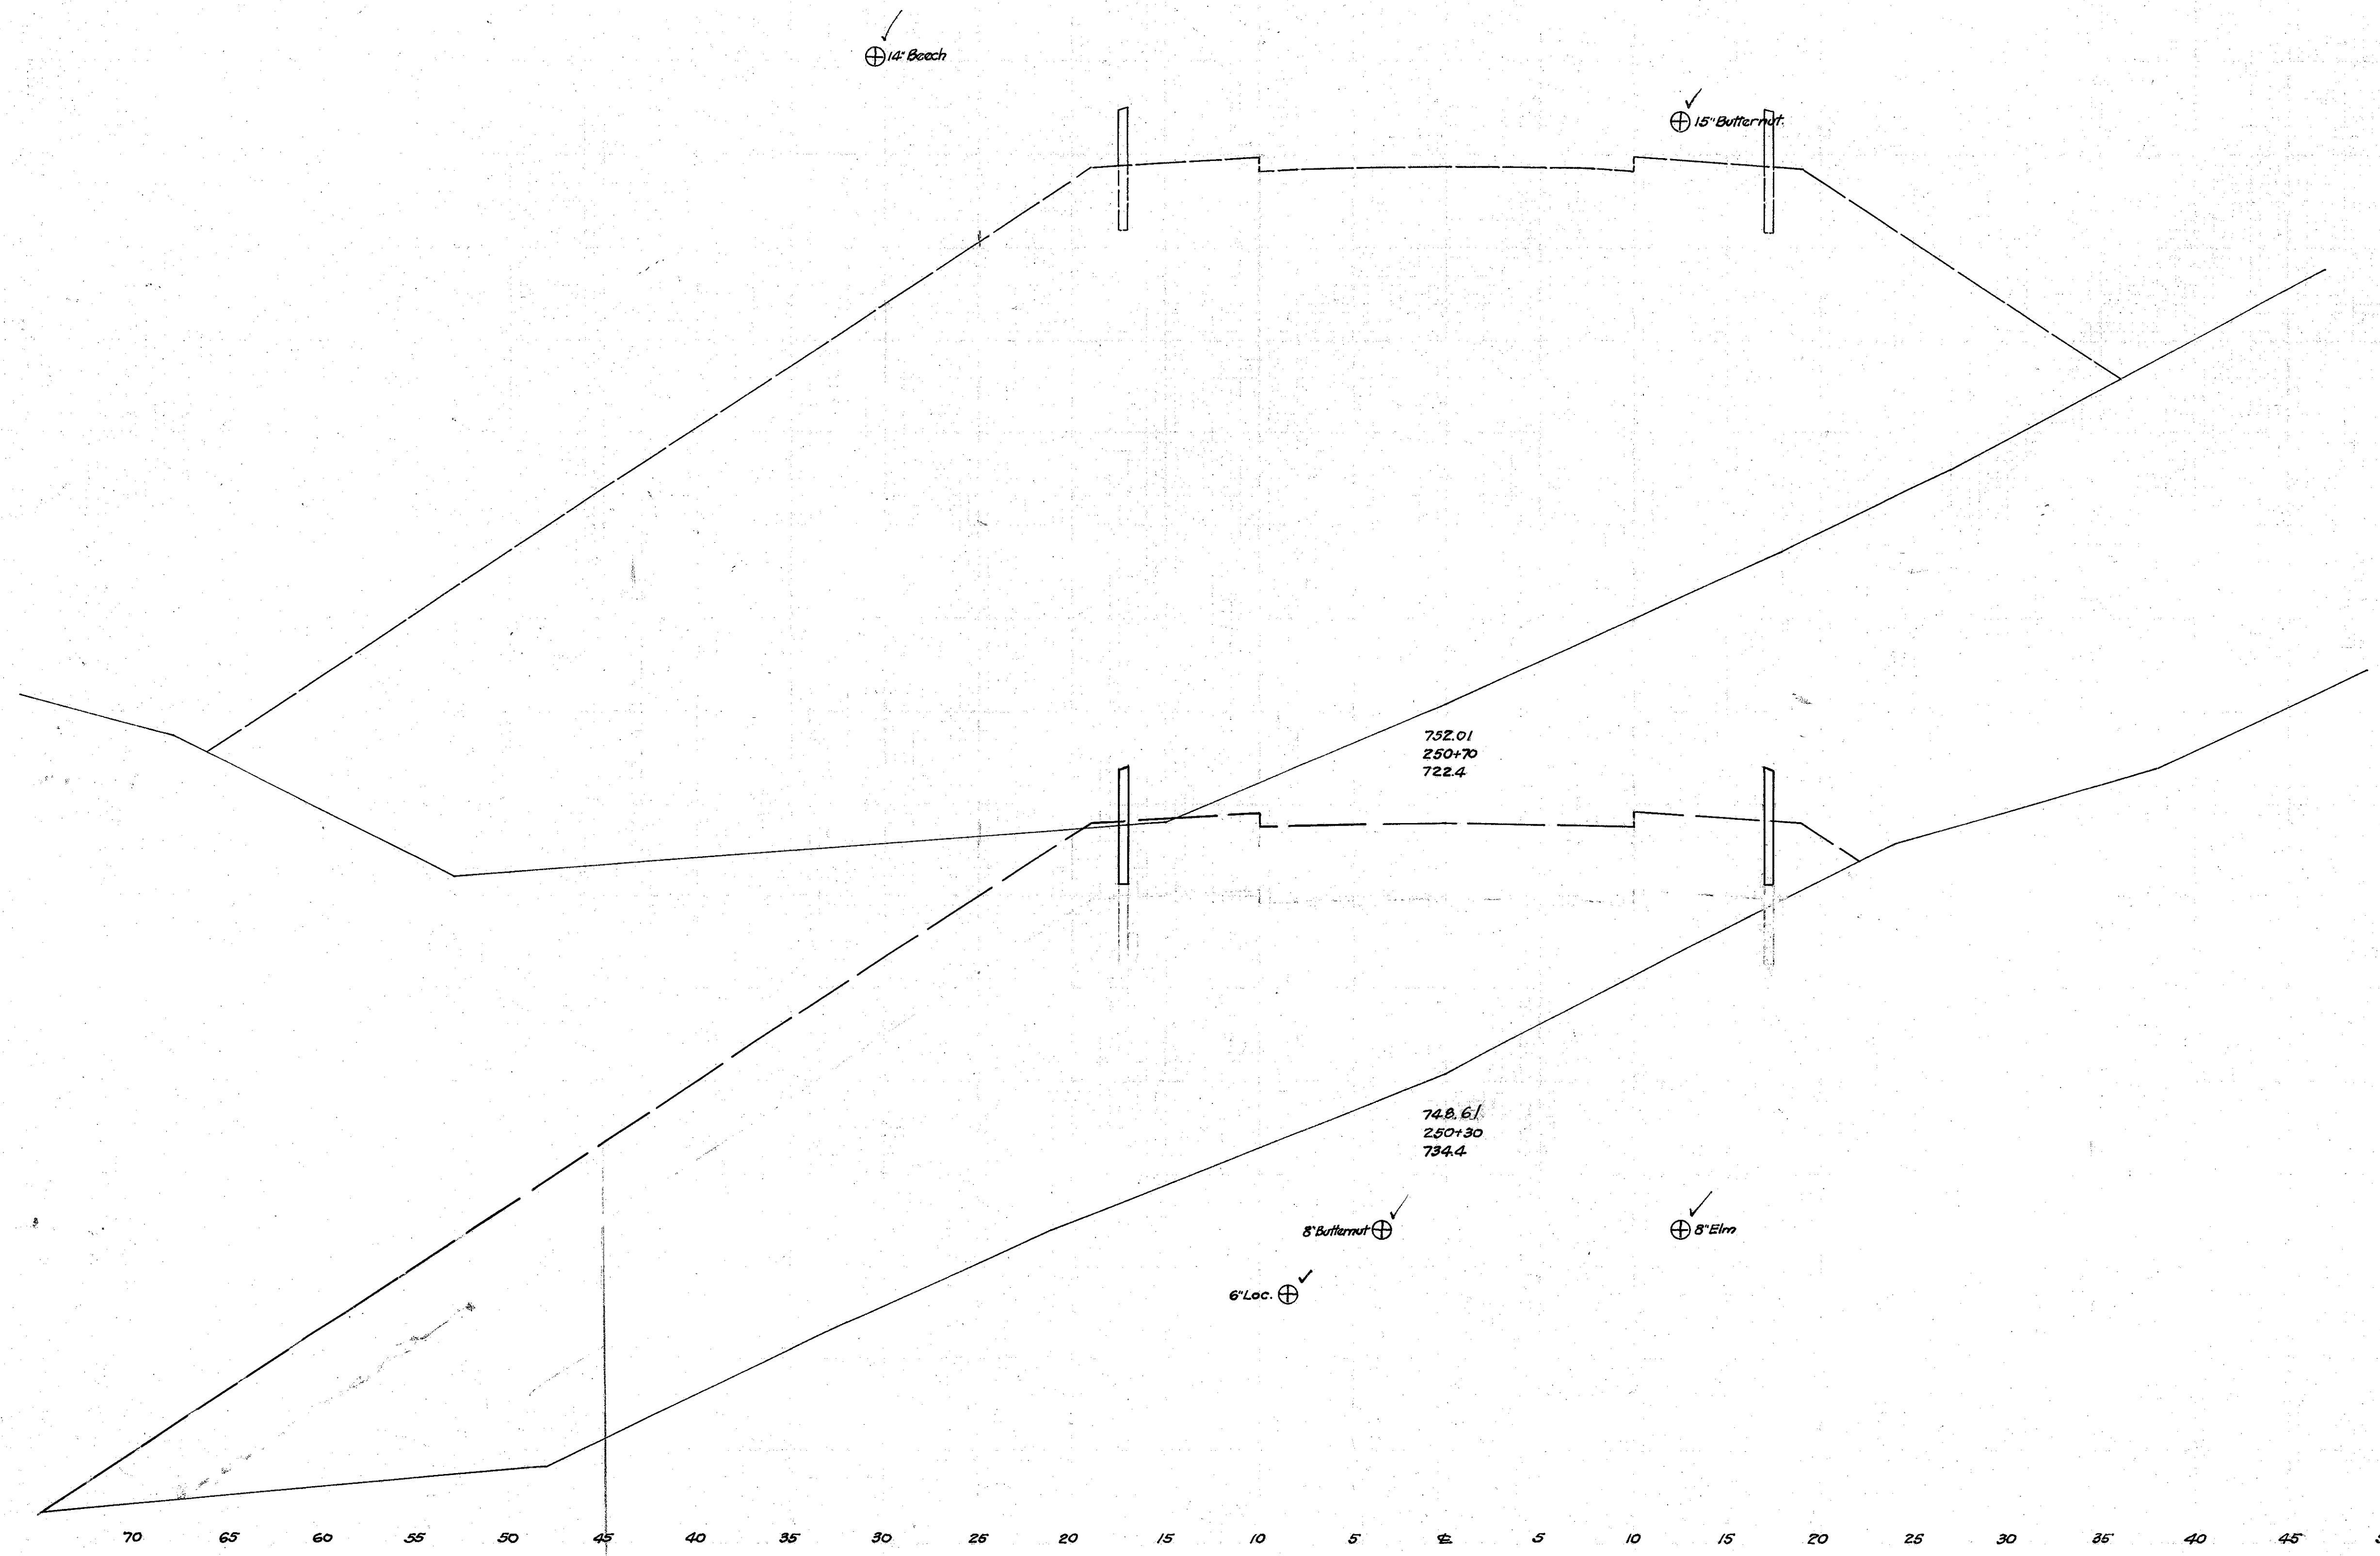 14" Beech
15" Butternut.
752.01
250+70
722.4
748.61
250+30
734.4
8" Butternut
8" Elm
6" Loc.
70 65 60 55 50 45 40 35 30 25 20 15 10 5 ℄ 5 10 15 20 25 30 35 40 45